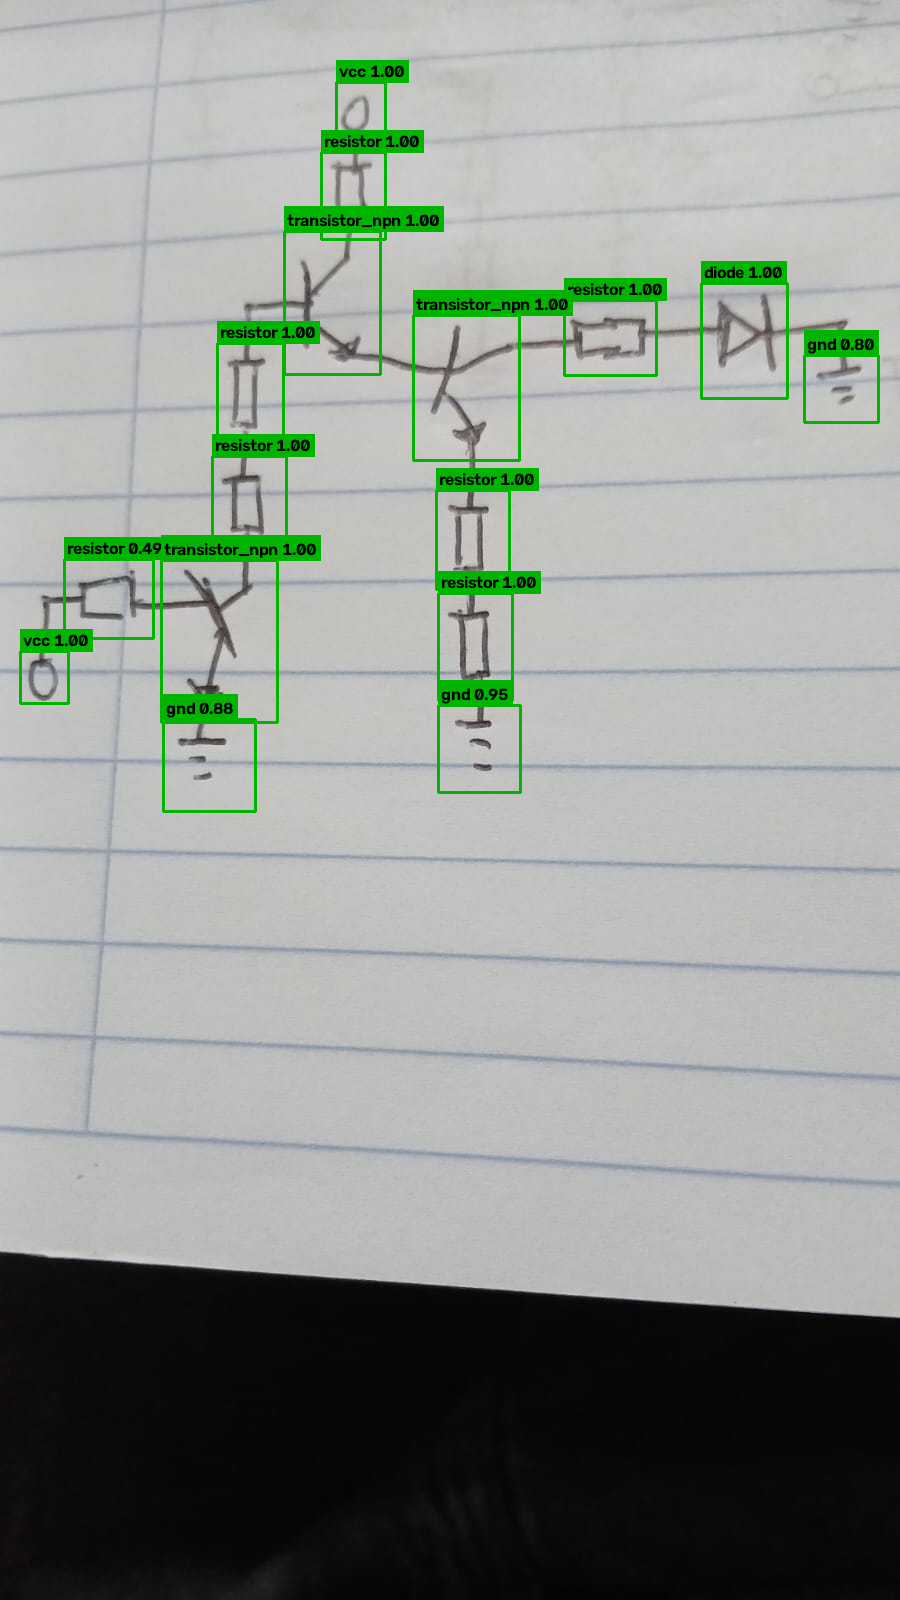 vcc 1.00
resistor 1.00
transistor_npn 1.00
diode 1.00
resistor 1.00
transistor_npn 1.00
resistor 1.00
gnd 0.80
resistor 1.00
resistor 1.00
resistor 0.49
transistor_npn 1.00
resistor 1.00
vcc 1.00
gnd 0.95
gnd 0.88